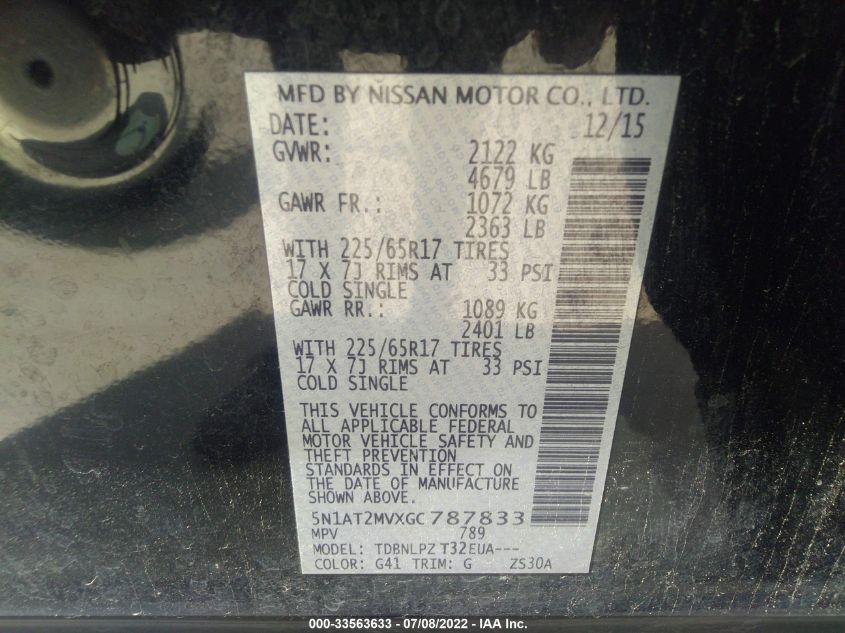 MFD BY NISSAN MOTOR CO., LTD.
DATE: 12/15
GVWR: 2122 KG
4679 LB
GAWR FR.: 1072 KG
2363 LB
WITH 225/65R17 TIRES
17 X 7J RIMS AT 33 PSI
COLD SINGLE
GAWR RR.: 1089 KG
2401 LB
WITH 225/65R17 TIRES
17 X 7J RIMS AT 33 PSI
COLD SINGLE
THIS VEHICLE CONFORMS TO
ALL APPLICABLE FEDERAL
MOTOR VEHICLE SAFETY AND
THEFT PREVENTION
STANDARDS IN EFFECT ON
THE DATE OF MANUFACTURE
SHOWN ABOVE.
5N1AT2MVXGC787833
MPV 789
MODEL: TDBNLPZ T32EUA---
COLOR: G41 TRIM: G ZS30A
000-33563633 - 07/08/2022 - IAA Inc.